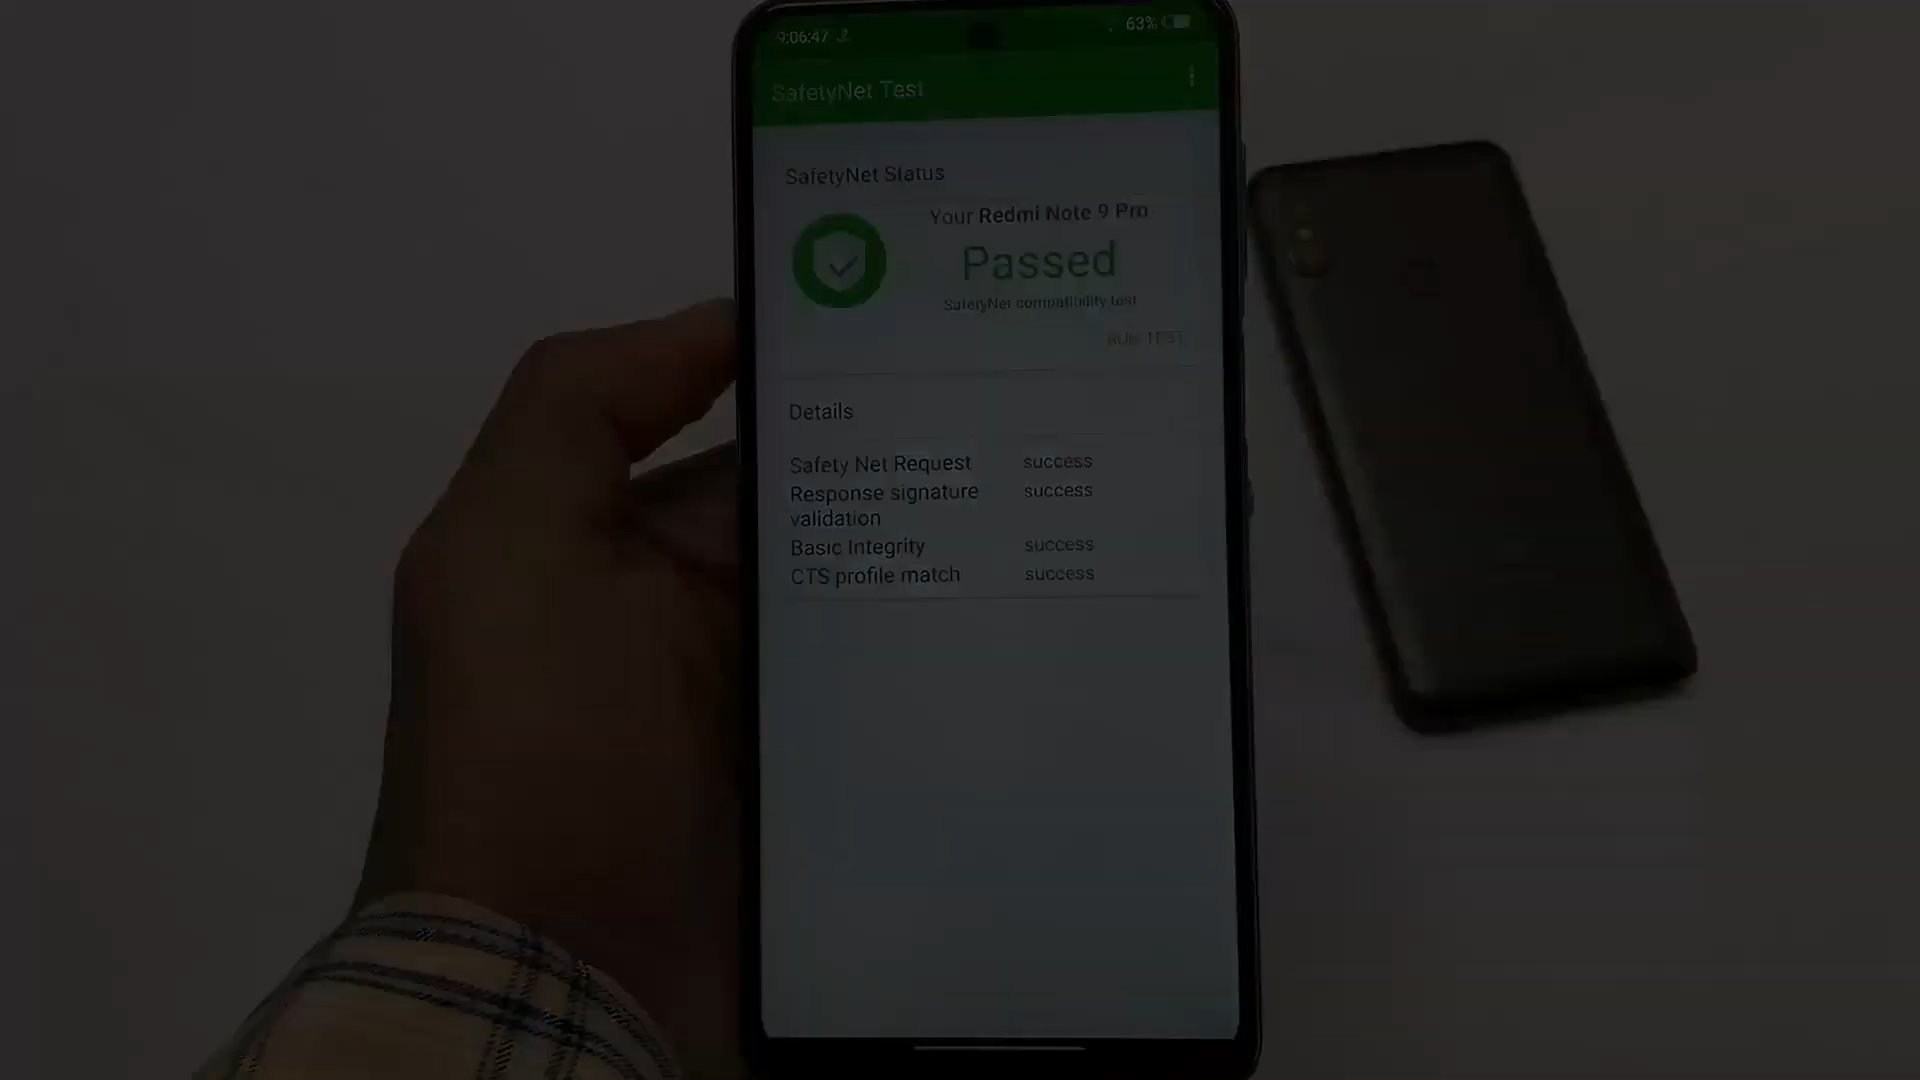 9:06:47
63%
SafetyNet Test
SafetyNet Status
Your Redmi Note 9 Pro
Passed
SafetyNet compatibility test
RUN TEST
Details
Safety Net Request success
Response signature success
validation
Basic Integrity success
CTS profile match success